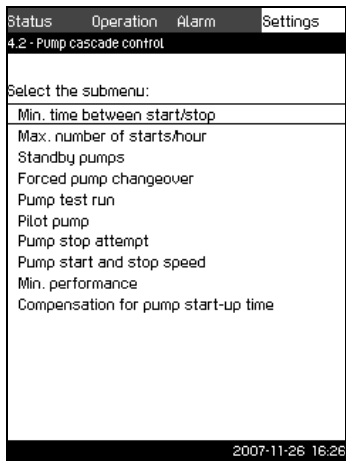 Status Operation Alarm Settings
4.2 - Pump cascade control
Select the submenu:
Min. time between start/stop
Max. number of starts/hour
Standby pumps
Forced pump changeover
Pump test run
Pilot pump
Pump stop attempt
Pump start and stop speed
Min. performance
Compensation for pump start-up time
2007-11-26 16:26